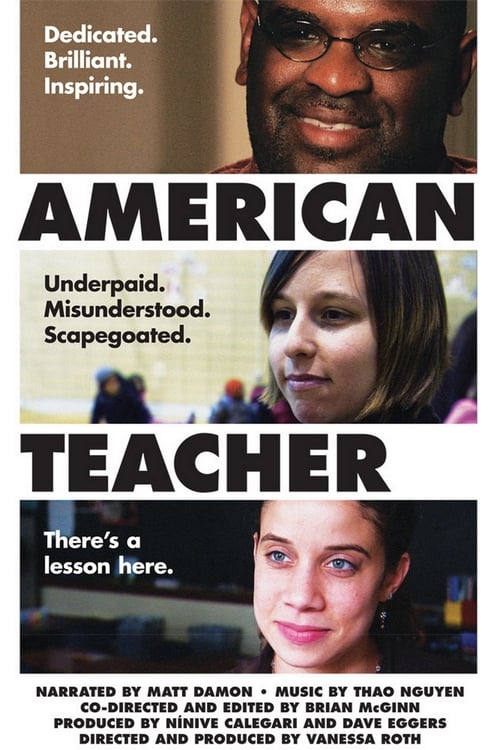 Dedicated.
Brilliant.
Inspiring.
AMERICAN
Underpaid.
Misunderstood.
Scapegoated.
TEACHER
There's a
lesson here.
NARRATED BY MATT DAMON • MUSIC BY THAO NGUYEN
CO-DIRECTED AND EDITED BY BRIAN McGINN
PRODUCED BY NÍNIVE CALEGARI AND DAVE EGGERS
DIRECTED AND PRODUCED BY VANESSA ROTH